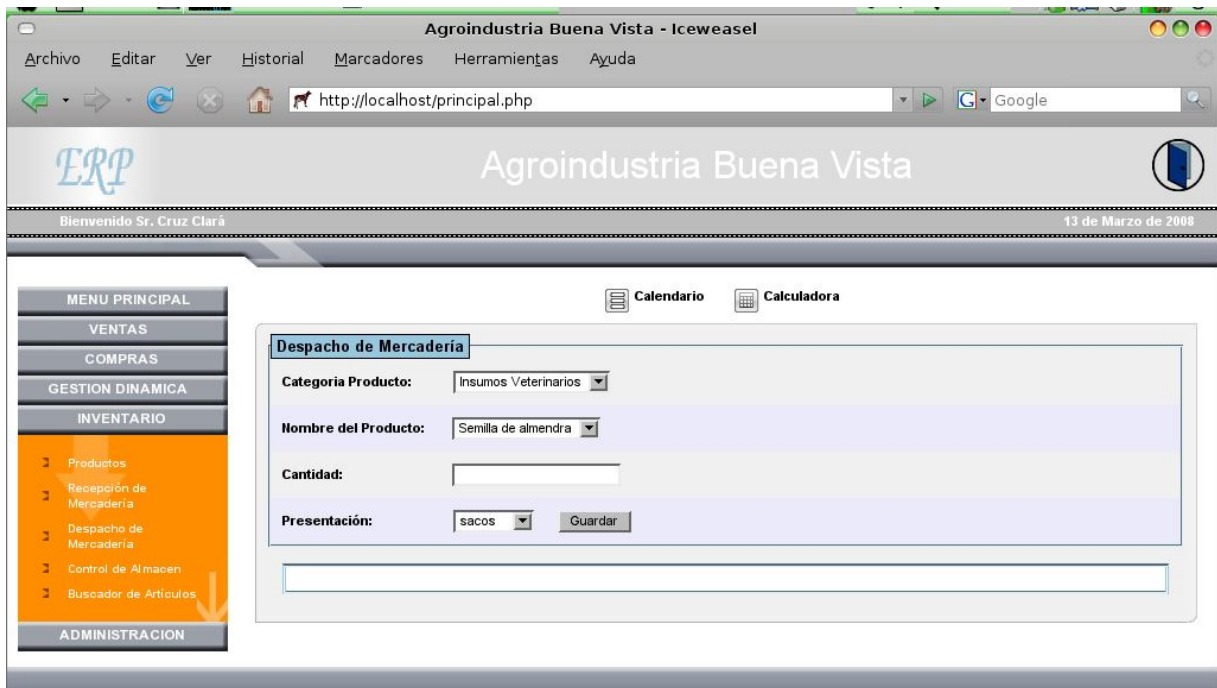 Agroindustria Buena Vista - Iceweasel
Archivo Editar Ver Historial Marcadores Herramientas Ayuda
http://localhost/principal.php
G Google
ERP
Agroindustria Buena Vista
Bienvenido Sr. Cruz Clará
13 de Marzo de 2008
MENU PRINCIPAL
VENTAS
COMPRAS
GESTION DINAMICA
INVENTARIO
Productos
Recepción de
Mercadería
Despacho de
Mercadería
Control de Almacen
Buscador de Artículos
ADMINISTRACION
Calendario Calculadora
Despacho de Mercadería
Categoria Producto: Insumos Veterinarios
Nombre del Producto: Semilla de almendra
Cantidad:
Presentación: sacos Guardar